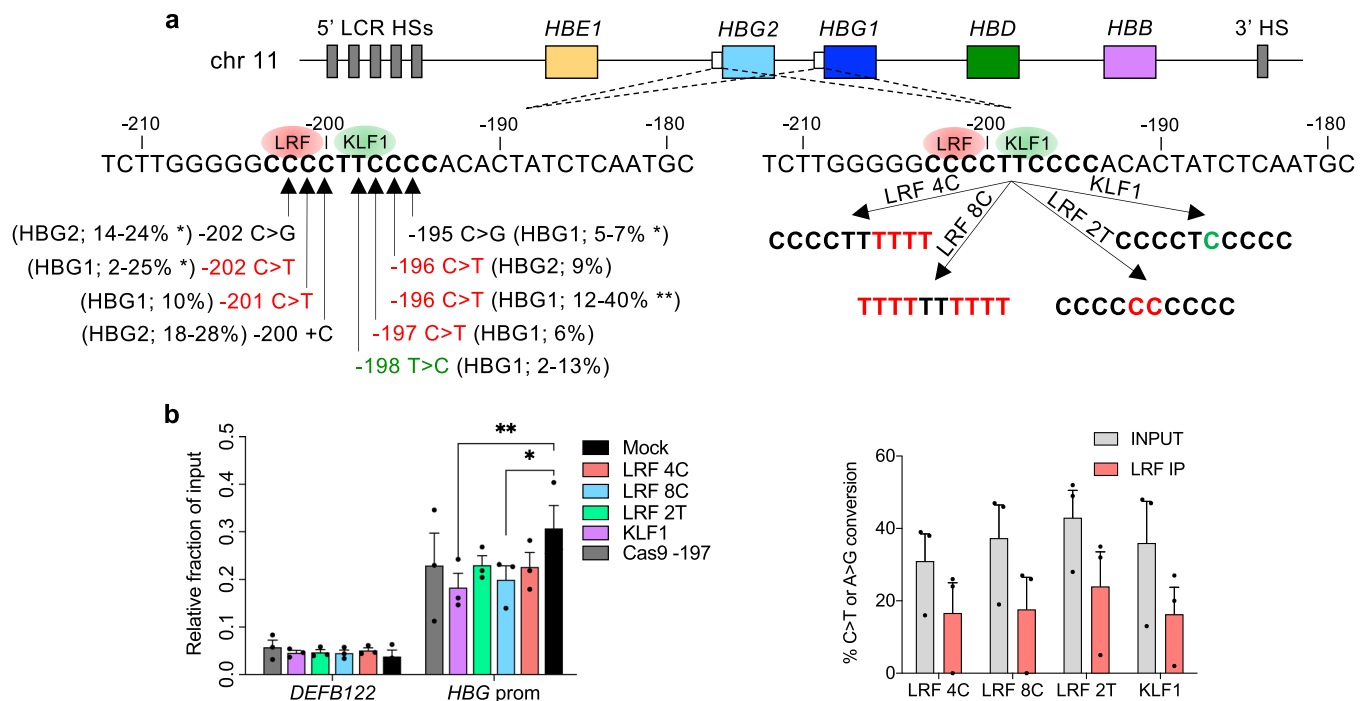 a
5’ LCR HSs
HBE1
HBG2
HBG1
HBD
HBB
3’ HS
chr 11
-210
-200
-190
-180
LRF
KLF1
TCTTGGGGGCCCCTTCCCCACACTATCTCAATGC
(HBG2; 14-24% *) -202 C>G
(HBG1; 2-25% *) -202 C>T
(HBG1; 10%) -201 C>T
(HBG2; 18-28%) -200 +C
-195 C>G (HBG1; 5-7% *)
-196 C>T (HBG2; 9%)
-196 C>T (HBG1; 12-40% **)
-197 C>T (HBG1; 6%)
-198 T>C (HBG1; 2-13%)
-210
-200
-190
-180
LRF
KLF1
TCTTGGGGGCCCCTTCCCCACACTATCTCAATGC
LRF 4C
LRF 8C
LRF 2T
KLF1
CCCCTTTTTT
CCCCTCCCCC
TTTTTTTTTT
CCCCCCCCCC
b
Relative fraction of input
0.5
0.4
0.3
0.2
0.1
0.0
**
*
DEFB122
HBG prom
Mock
LRF 4C
LRF 8C
LRF 2T
KLF1
Cas9 -197
% C>T or A>G conversion
60
40
20
0
INPUT
LRF IP
LRF 4C
LRF 8C
LRF 2T
KLF1